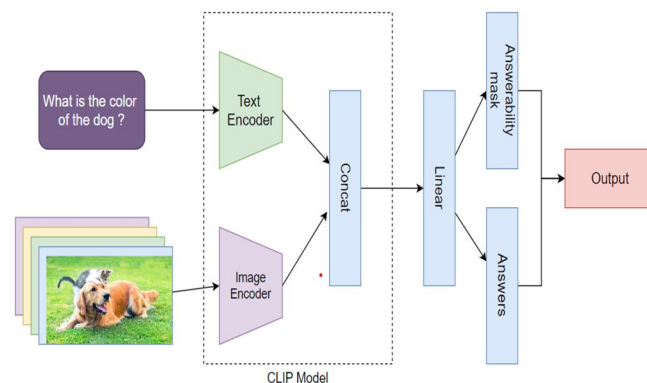 What is the color
of the dog ?
Text
Encoder
Image
Encoder
Concat
Linear
Answerability
mask
Answers
Output
CLIP Model